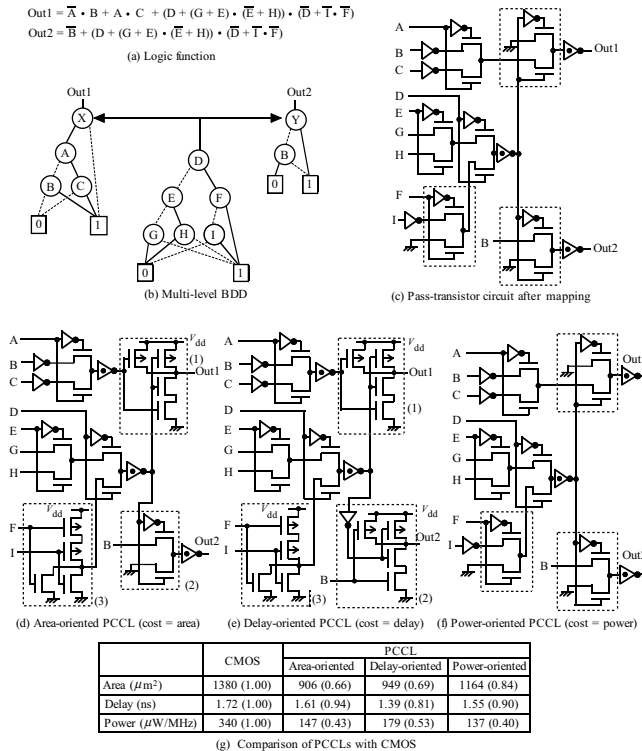 Out1 = A̅ • B + A • C + (D + (G + E) • (E̅ + H)) • (D̅ + I̅ • F̅)
Out2 = B̅ + (D + (G + E) • (E̅ + H)) • (D̅ + I̅ • F̅)
(a) Logic function
Out1
Out2
X
Y
A
B
C
0
1
D
E
F
G
H
I
0
1
B
0
1
(b) Multi-level BDD
A
B
C
D
E
G
H
F
I
B
Out1
Out2
(c) Pass-transistor circuit after mapping
A
B
C
D
E
G
H
F
I
B
Vdd
(1)
Out1
Vdd
(3)
Out2
(2)
(d) Area-oriented PCCL (cost = area)
A
B
C
D
E
G
H
F
I
B
Vdd
Out1
(1)
Vdd
(3)
Vdd
Out2
(2)
(e) Delay-oriented PCCL (cost = delay)
A
B
C
D
E
G
H
F
I
B
Out
Out
(f) Power-oriented PCCL (cost = power)
CMOS PCCL
Area-oriented Delay-oriented Power-oriented
Area (μm²) 1380 (1.00) 906 (0.66) 949 (0.69) 1164 (0.84)
Delay (ns) 1.72 (1.00) 1.61 (0.94) 1.39 (0.81) 1.55 (0.90)
Power (μW/MHz) 340 (1.00) 147 (0.43) 179 (0.53) 137 (0.40)
(g) Comparison of PCCLs with CMOS